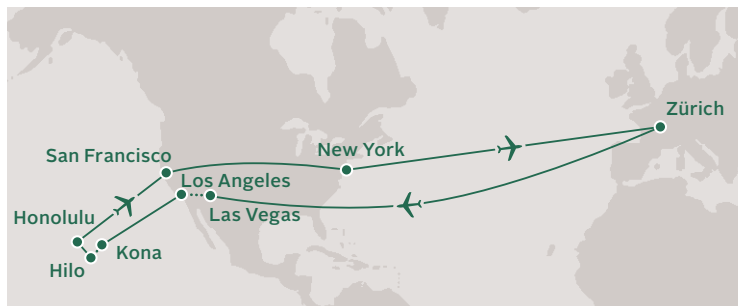 Zürich
New York
San Francisco
Los Angeles
Las Vegas
Honolulu
Kona
Hilo